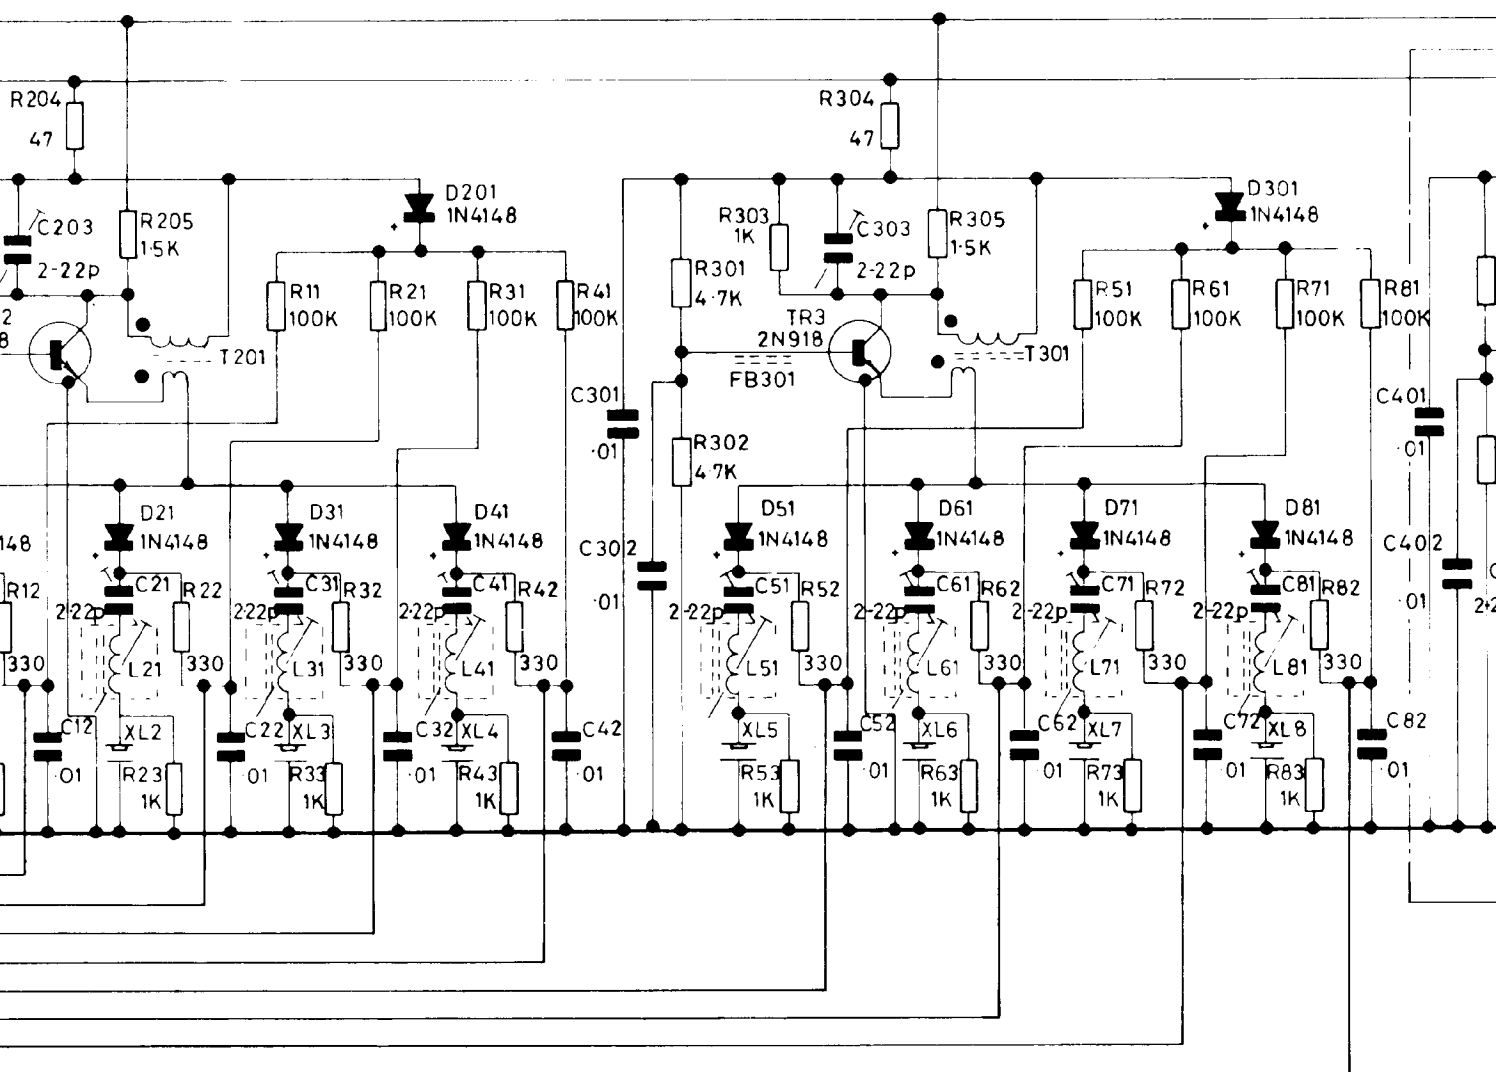 R204
47
R304
47
D201
1N4148
D301
1N4148
C203
2-22p
R205
1·5K
R303
1K
C303
2-22p
R305
1·5K
R301
4·7K
R11
100K
R21
100K
R31
100K
R41
100K
TR3
2N918
R51
100K
R61
100K
R71
100K
R81
100K
2
8
T201
FB301
T301
C301
·01
C401
·01
R302
4·7K
D21
1N4148
D31
1N4148
D41
1N4148
C302
·01
D51
1N4148
D61
1N4148
D71
1N4148
D81
1N4148
C402
·01
148
R12
330
C21
2-22p
R22
330
L21
C31
2-22p
R32
330
L31
C41
2-22p
R42
330
L41
C51
2-22p
R52
330
L51
C61
2-22p
R62
330
L61
C71
2-22p
R72
330
L71
C81
2-22p
R82
330
L81
C12
·01
XL2
R23
1K
C22
·01
XL3
R33
1K
C32
·01
XL4
R43
1K
C42
·01
XL5
R53
1K
C52
·01
XL6
R63
1K
C62
·01
XL7
R73
1K
C72
·01
XL8
R83
1K
C82
·01